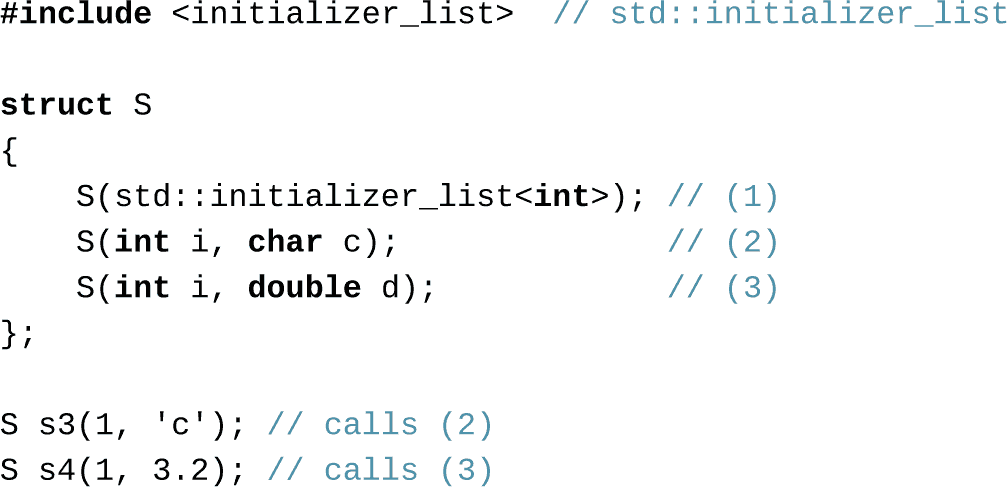 #include <initializer_list>  // std::initializer_list

struct S
{
    S(std::initializer_list<int>); // (1)
    S(int i, char c);              // (2)
    S(int i, double d);            // (3)
};

S s3(1, 'c'); // calls (2)
S s4(1, 3.2); // calls (3)